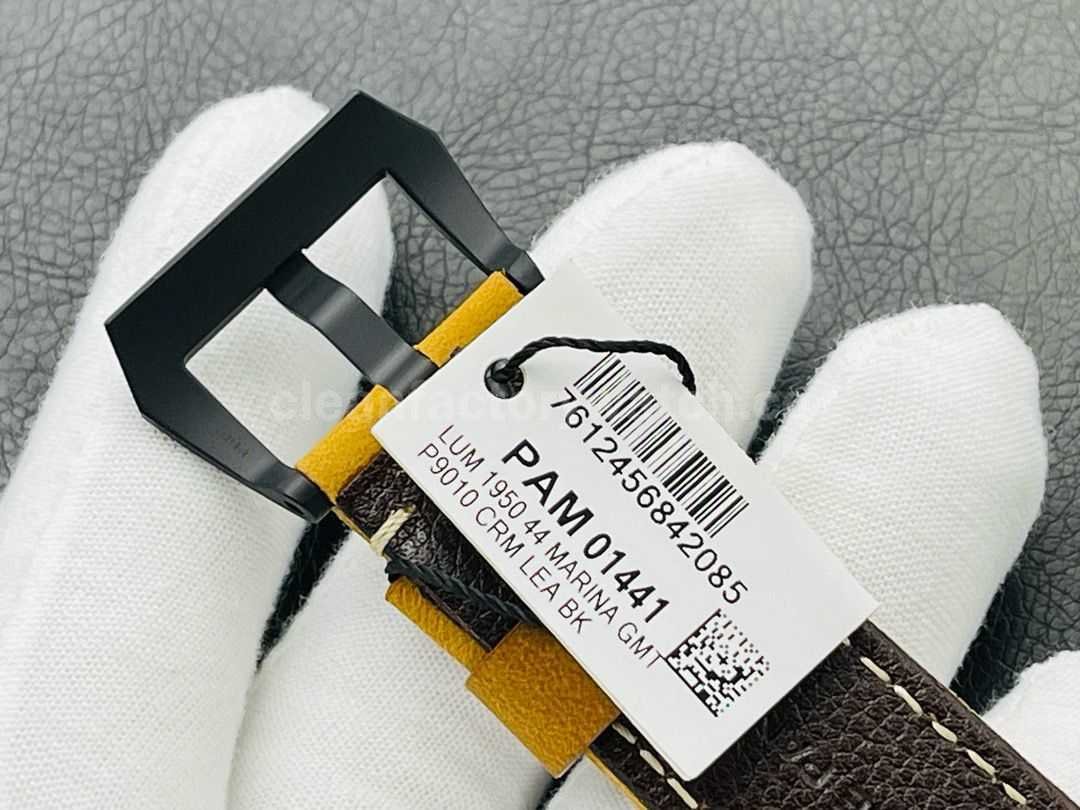 7612456842085
PAM 01441
LUM 1950 44 MARINA GMT
P9010 CRM LEA BK